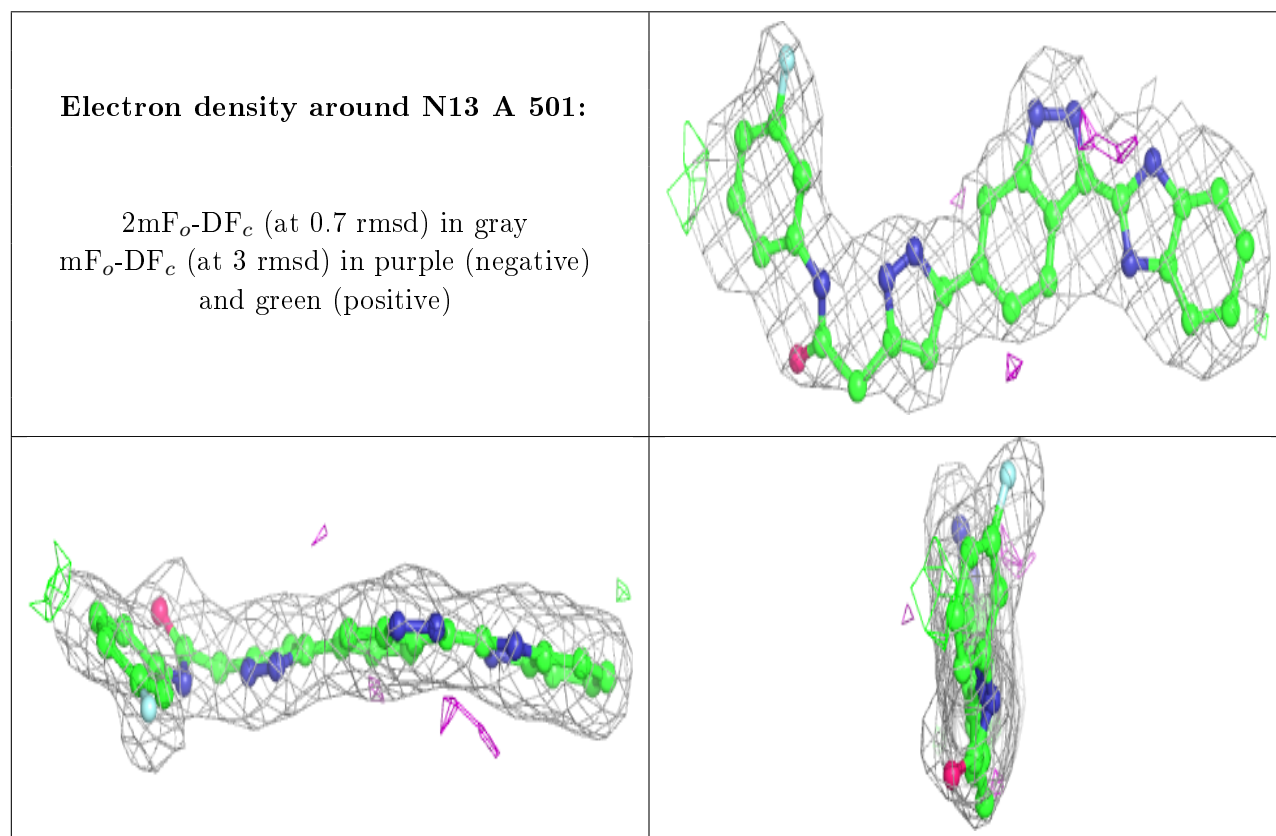 Electron density around N13 A 501:
2mFo-DFc (at 0.7 rmsd) in gray
mFo-DFc (at 3 rmsd) in purple (negative)
and green (positive)